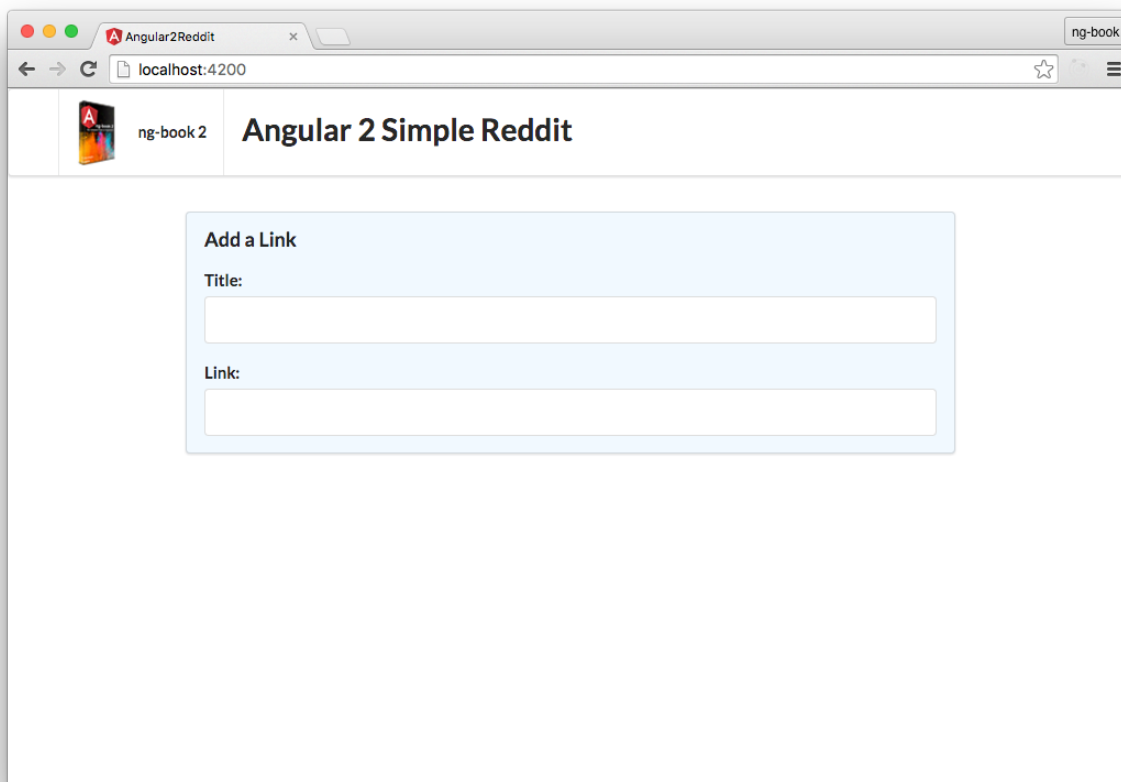 Angular2Reddit
ng-book
localhost:4200
ng-book 2
Angular 2 Simple Reddit
Add a Link
Title:
Link: